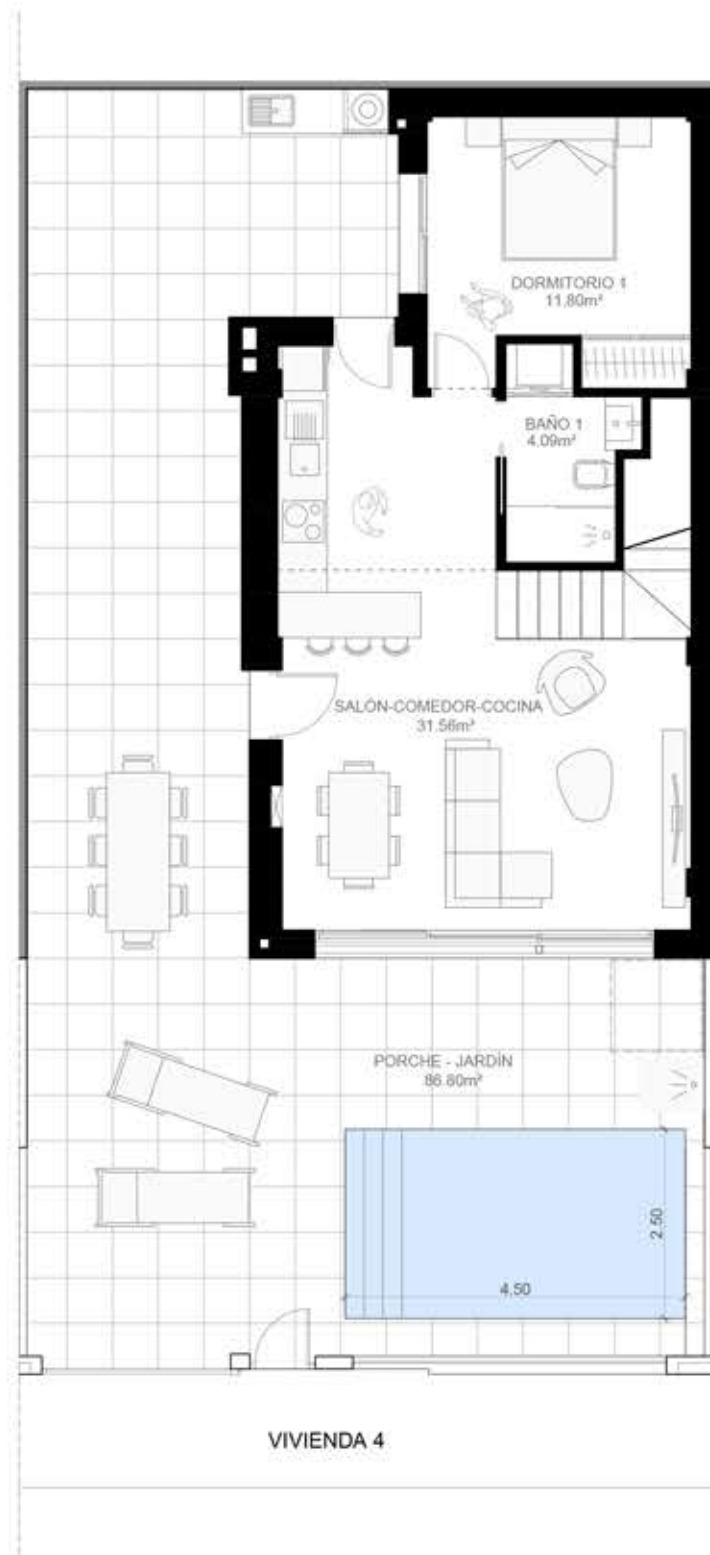 DORMITORIO 1
11.80m²
BAÑO 1
4.09m²
SALÓN-COMEDOR-COCINA
31.56m²
PORCHE - JARDÍN
86.80m²
2.50
4.50
VIVIENDA 4